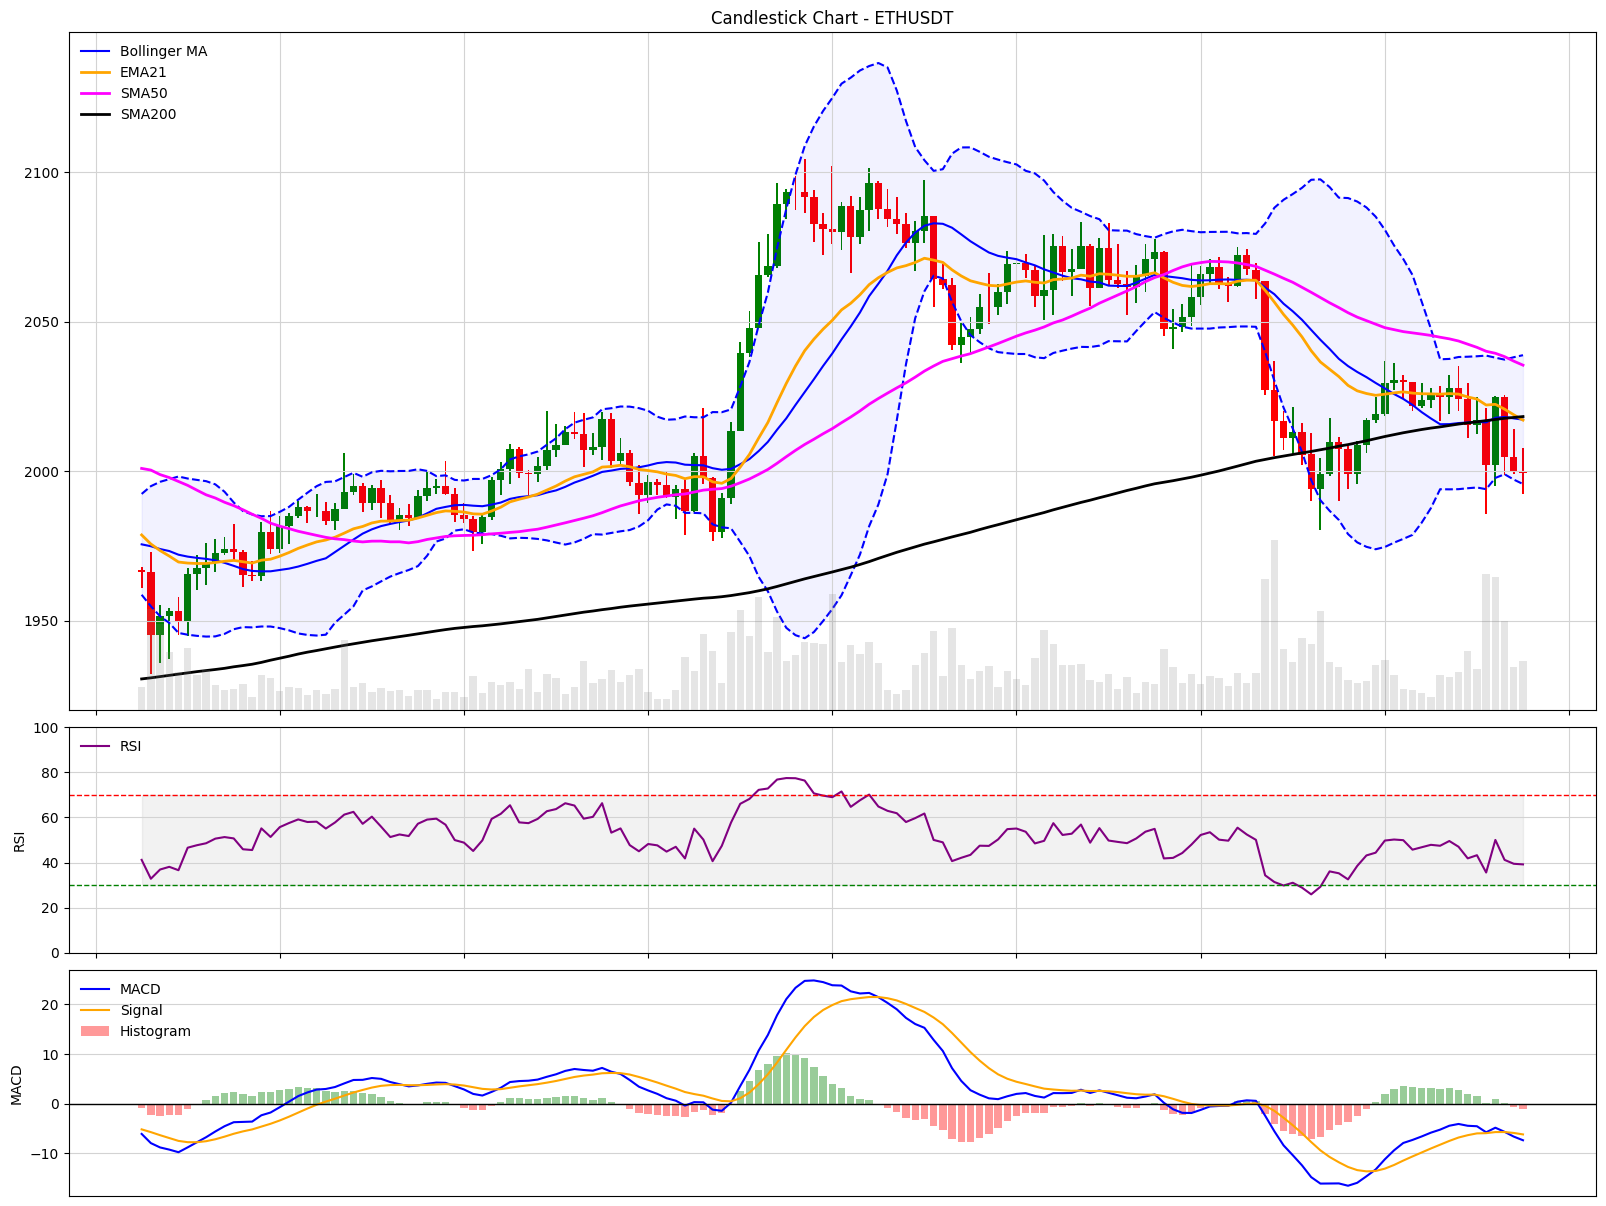 Candlestick Chart - ETHUSDT
Bollinger MA
EMA21
SMA50
SMA200
2100
2050
2000
1950
100
80
60
40
20
0
RSI
RSI
20
10
0
−10
MACD
MACD
Signal
Histogram